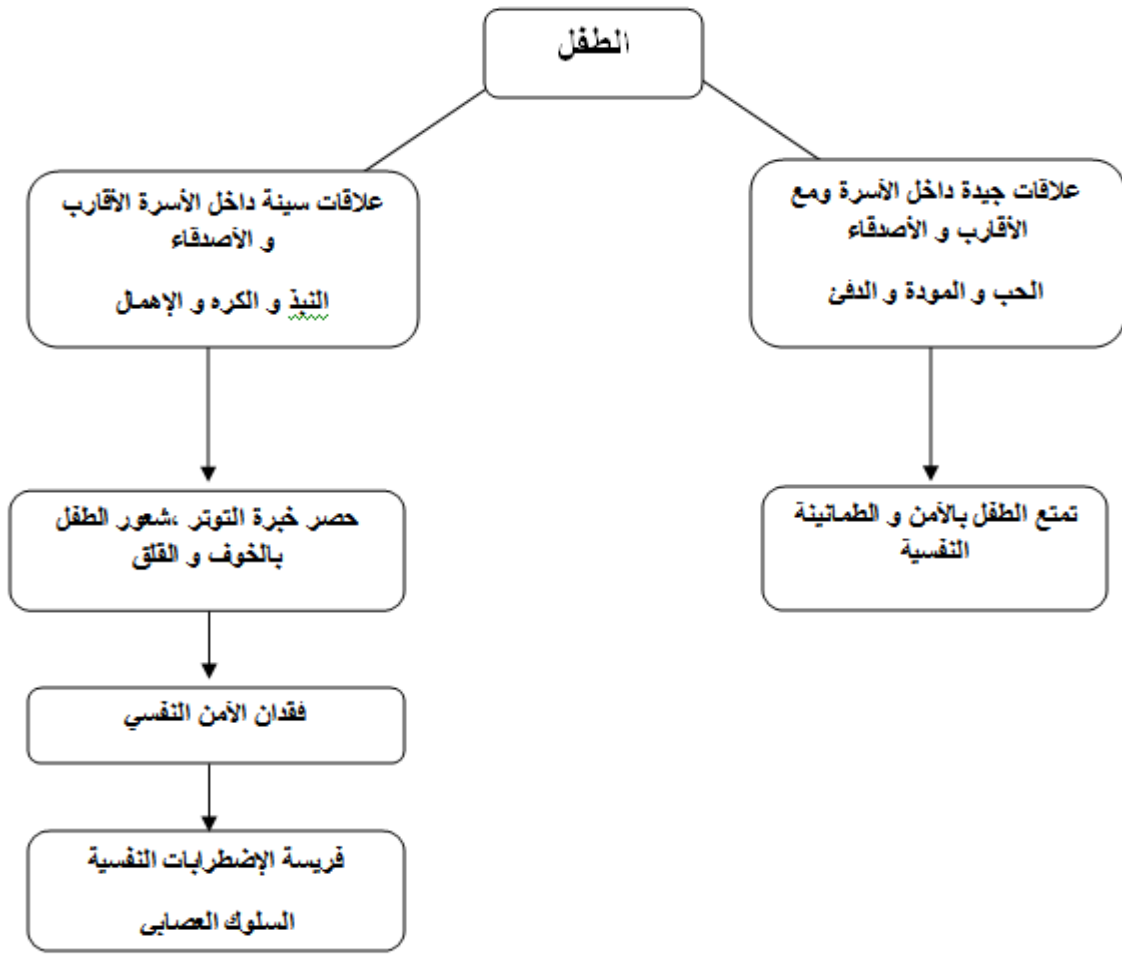 الطفل
علاقات جيدة داخل الأسرة ومع
الأقارب و الأصدقاء
الحب و المودة و الدفئ
علاقات سيئة داخل الأسرة الأقارب
و الأصدقاء
النبذ و الكره و الإهمال
تمتع الطفل بالأمن و الطمانينة
النفسية
حصر خبرة التوتر ،شعور الطفل
بالخوف و القلق
فقدان الأمن النفسي
فريسة الإضطرابات النفسية
السلوك العصابي